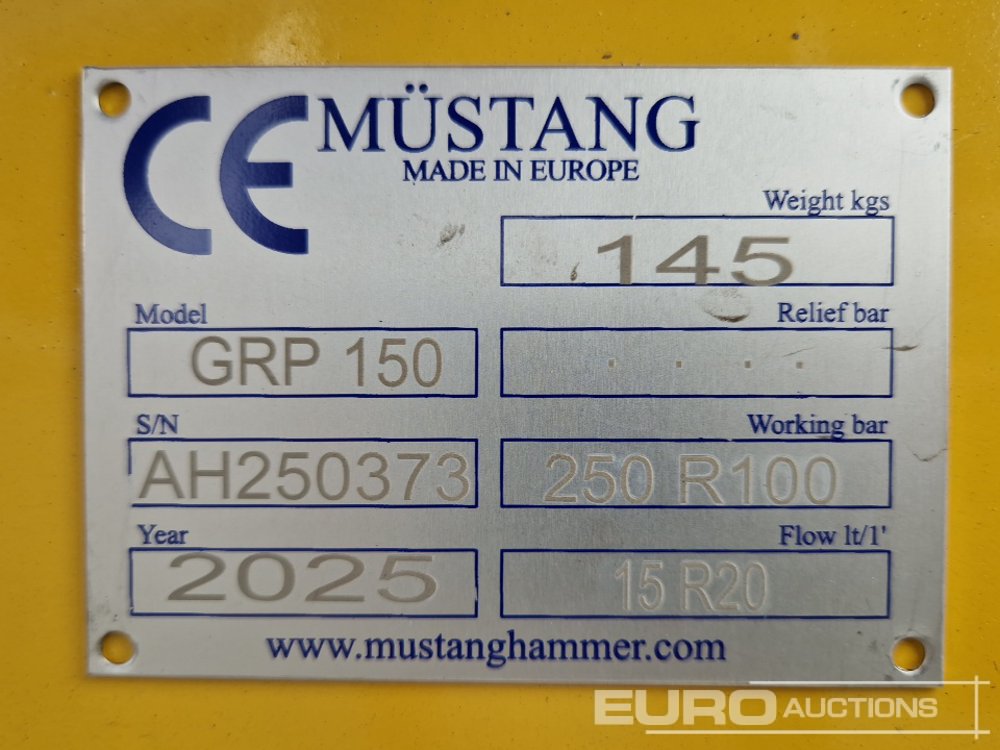 CE MÜSTANG
MADE IN EUROPE
Weight kgs
145
Model
GRP 150
Relief bar
. . . .
S/N
AH250373
Working bar
250 R100
Year
2025
Flow lt/1'
15 R20
www.mustanghammer.com
EURO AUCTIONS